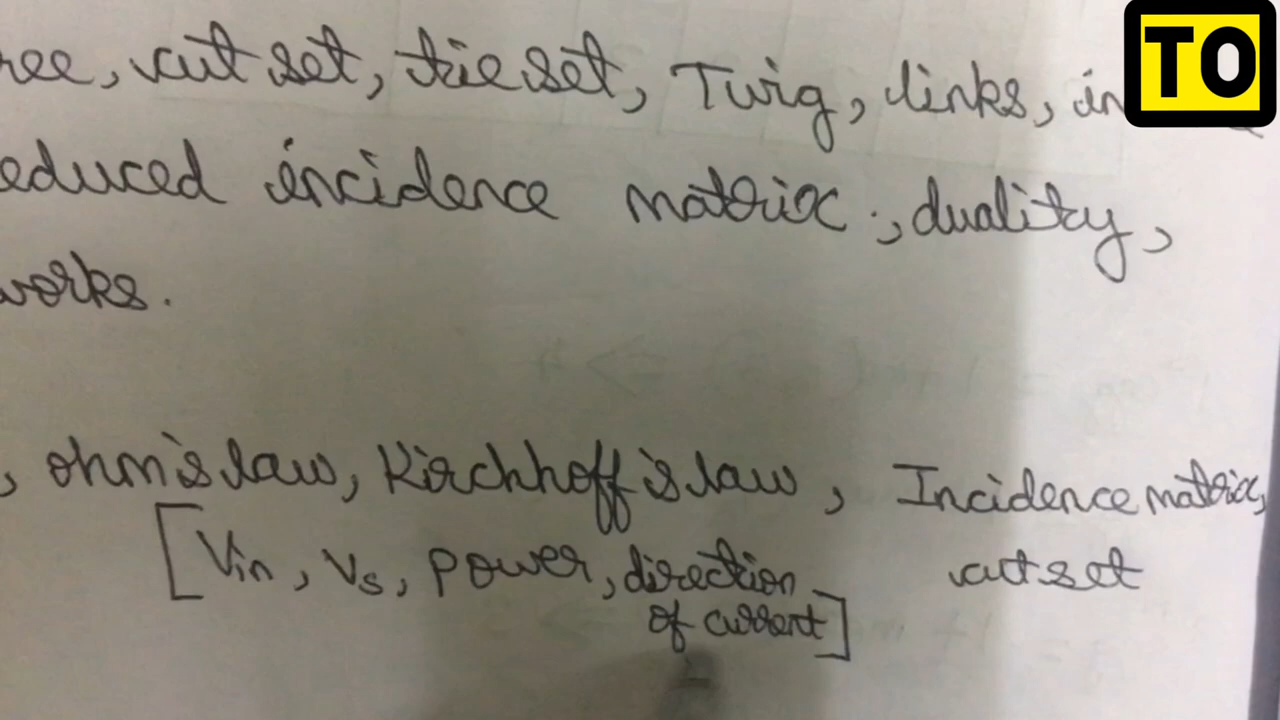 TO
ree, cut set, tie set, Twig, links, in
educed incidence matrix, duality,
works.
, ohm's law, Kirchhoff's law, Incidence matrix,
[Vin, Vs, power, direction of current]
cut set